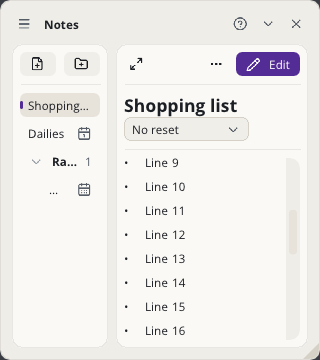 Notes
Shopping...
Dailies
Ra... 1
...
Edit
Shopping list
No reset
• Line 9
• Line 10
• Line 11
• Line 12
• Line 13
• Line 14
• Line 15
• Line 16